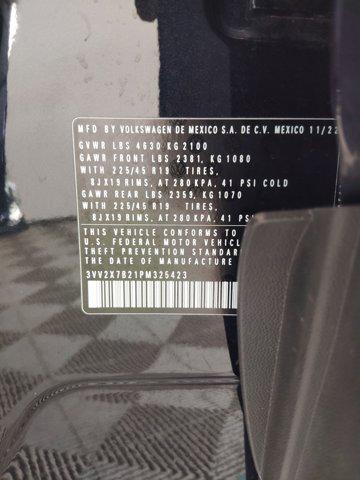 MFD BY VOLKSWAGEN DE MEXICO S.A. DE C.V. MEXICO 11/22
GVWR LBS 4630 KG 2100
GAWR FRONT LBS 2381, KG 1080
WITH 225/45 R19 TIRES,
8JX19 RIMS, AT 280 KPA, 41 PSI COLD
GAWR REAR LBS 2359, KG 1070
WITH 225/45 R19 TIRES,
8JX19 RIMS, AT 280 KPA, 41 PSI
THIS VEHICLE CONFORMS TO
U.S. FEDERAL MOTOR VEHICLE
THEFT PREVENTION STANDARD
THE DATE OF MANUFACTURE
3VV2X7B21PM325423